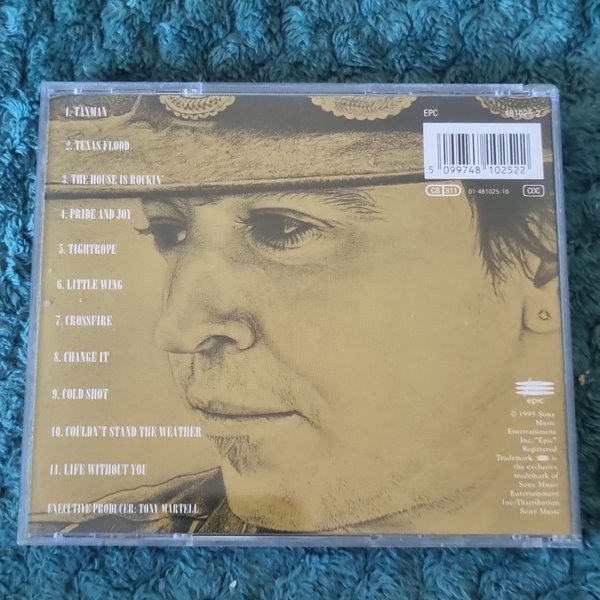 1. TAXMAN
2. TEXAS FLOOD
3. THE HOUSE IS ROCKIN'
4. PRIDE AND JOY
5. TIGHTROPE
6. LITTLE WING
7. CROSSFIRE
8. CHANGE IT
9. COLD SHOT
10. COULDN'T STAND THE WEATHER
11. LIFE WITHOUT YOU
EXECUTIVE PRODUCER: TONY MARTELL
EPC 481025 2
5 099748 102522
CB 811 01-481025-10 CDC
epic
© 1995 Sony
Music
Entertainment
Inc./"Epic"
Registered
Trademark. is
the exclusive
trademark of
Sony Music
Entertainment
Inc./Distribution
Sony Music